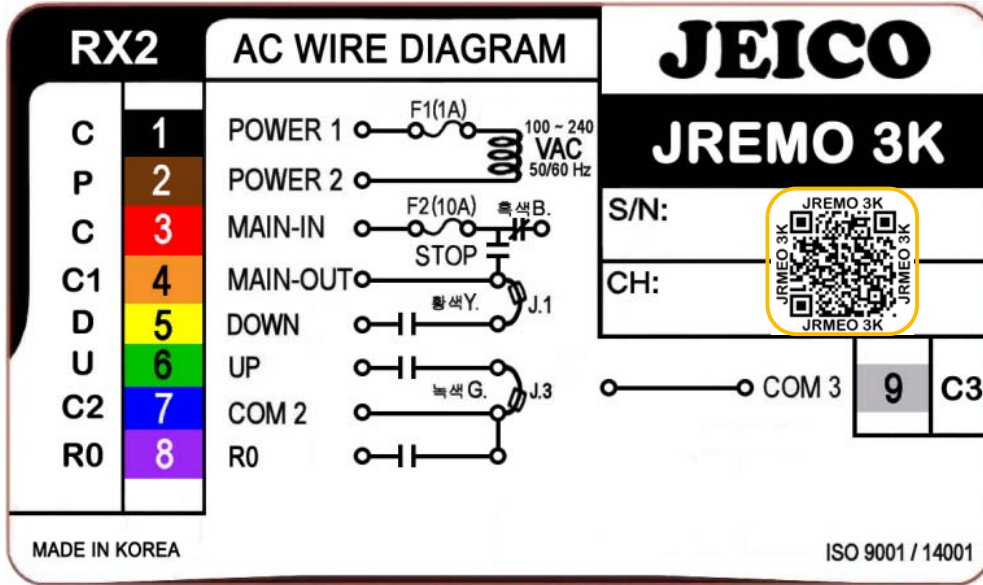 RX2
AC WIRE DIAGRAM
JEICO
JREMO 3K
C 1 POWER 1 F1(1A) 100 ~ 240
VAC
50/60 Hz
P 2 POWER 2
C 3 MAIN-IN F2(10A) 흑색B.
STOP
C1 4 MAIN-OUT
황색Y. J.1
D 5 DOWN
U 6 UP
녹색G. J.3
C2 7 COM 2
R0 8 R0
S/N:
CH:
JREMO 3K
JRMEO 3K
JRMEO 3K
JRMEO 3K
COM 3 9 C3
MADE IN KOREA
ISO 9001 / 14001